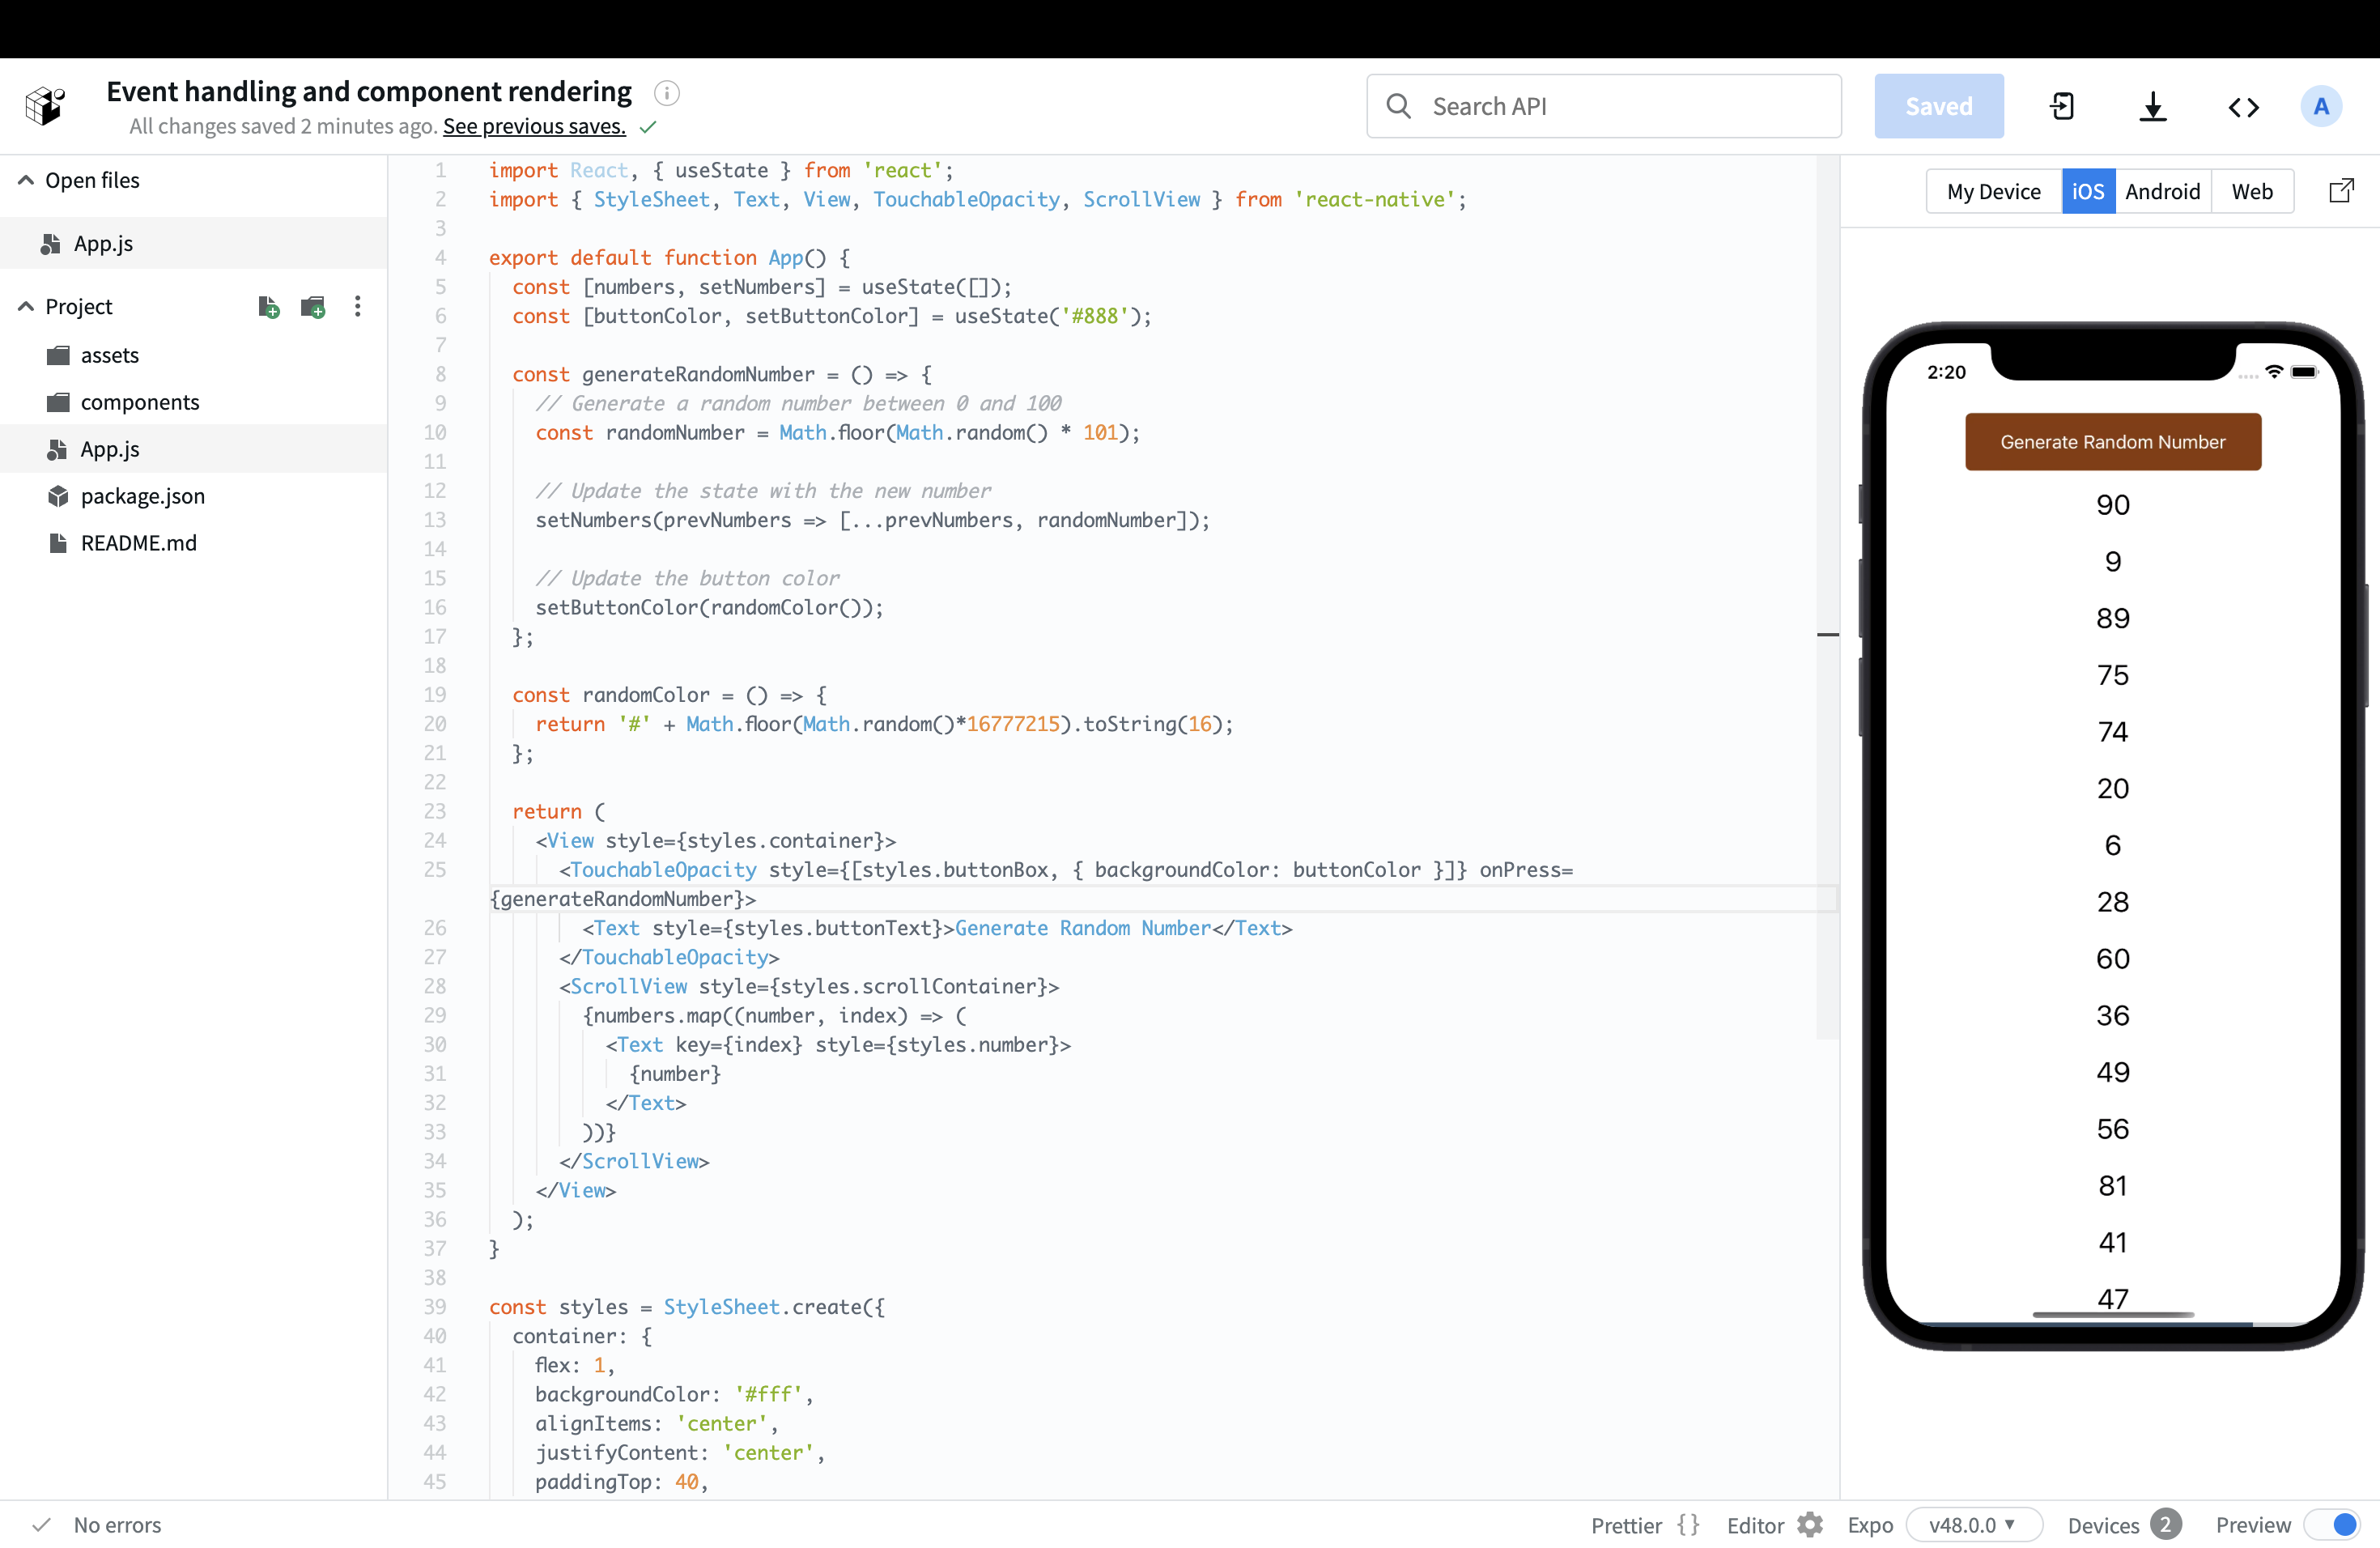 Event handling and component rendering
All changes saved 2 minutes ago. See previous saves.
Search API
Saved
A
Open files
App.js
Project
assets
components
App.js
package.json
README.md
1 import React, { useState } from 'react';
2 import { StyleSheet, Text, View, TouchableOpacity, ScrollView } from 'react-native';
3
4 export default function App() {
5 const [numbers, setNumbers] = useState([]);
6 const [buttonColor, setButtonColor] = useState('#888');
7
8 const generateRandomNumber = () => {
9 // Generate a random number between 0 and 100
10 const randomNumber = Math.floor(Math.random() * 101);
11
12 // Update the state with the new number
13 setNumbers(prevNumbers => [...prevNumbers, randomNumber]);
14
15 // Update the button color
16 setButtonColor(randomColor());
17 };
18
19 const randomColor = () => {
20 return '#' + Math.floor(Math.random()*16777215).toString(16);
21 };
22
23 return (
24 <View style={styles.container}>
25 <TouchableOpacity style={[styles.buttonBox, { backgroundColor: buttonColor }]} onPress=
{generateRandomNumber}>
26 <Text style={styles.buttonText}>Generate Random Number</Text>
27 </TouchableOpacity>
28 <ScrollView style={styles.scrollContainer}>
29 {numbers.map((number, index) => (
30 <Text key={index} style={styles.number}>
31 {number}
32 </Text>
33 ))}
34 </ScrollView>
35 </View>
36 );
37 }
38
39 const styles = StyleSheet.create({
40 container: {
41 flex: 1,
42 backgroundColor: '#fff',
43 alignItems: 'center',
44 justifyContent: 'center',
45 paddingTop: 40,
My Device iOS Android Web
2:20
Generate Random Number
90
9
89
75
74
20
6
28
60
36
49
56
81
41
47
No errors
Prettier {} Editor Expo v48.0.0 Devices 2 Preview